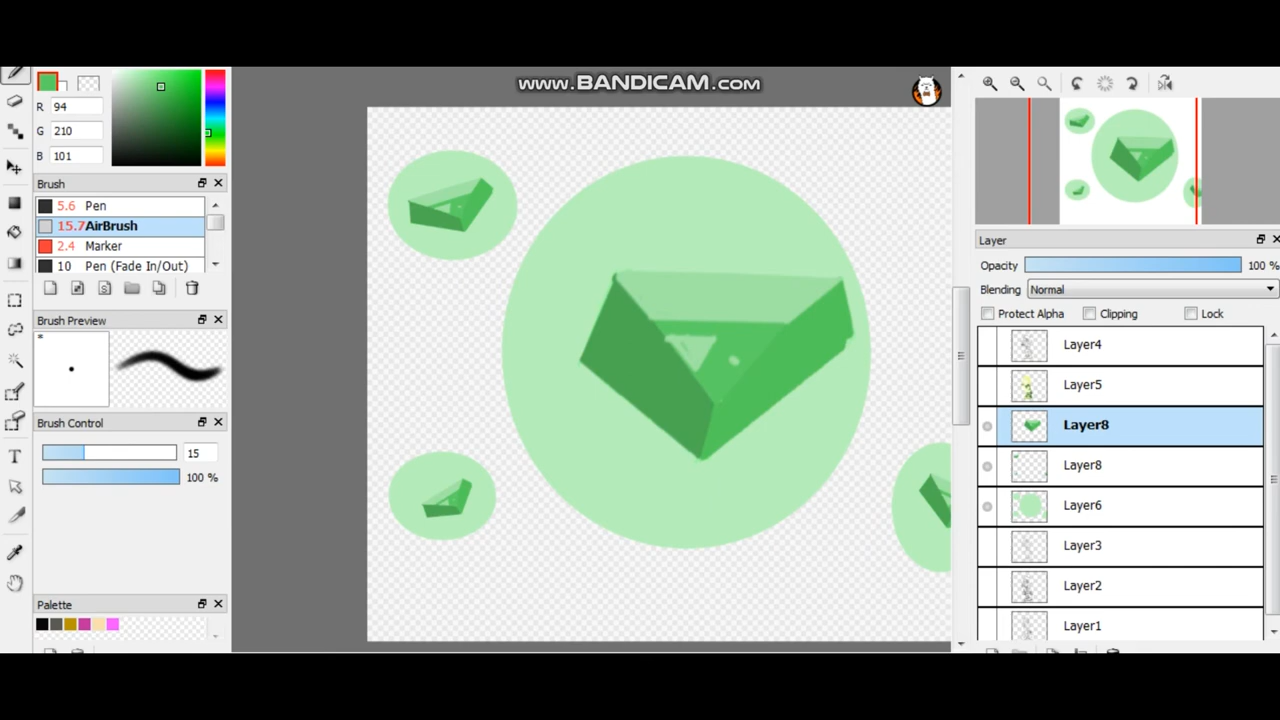 www.BANDICAM.com
R 94
G 210
B 101
Brush
5.6 Pen
15.7 AirBrush
2.4 Marker
10 Pen (Fade In/Out)
Brush Preview
*
Brush Control
15
100 %
Palette
Layer
Opacity 100 %
Blending Normal
Protect Alpha Clipping Lock
Layer4
Layer5
Layer8
Layer8
Layer6
Layer3
Layer2
Layer1